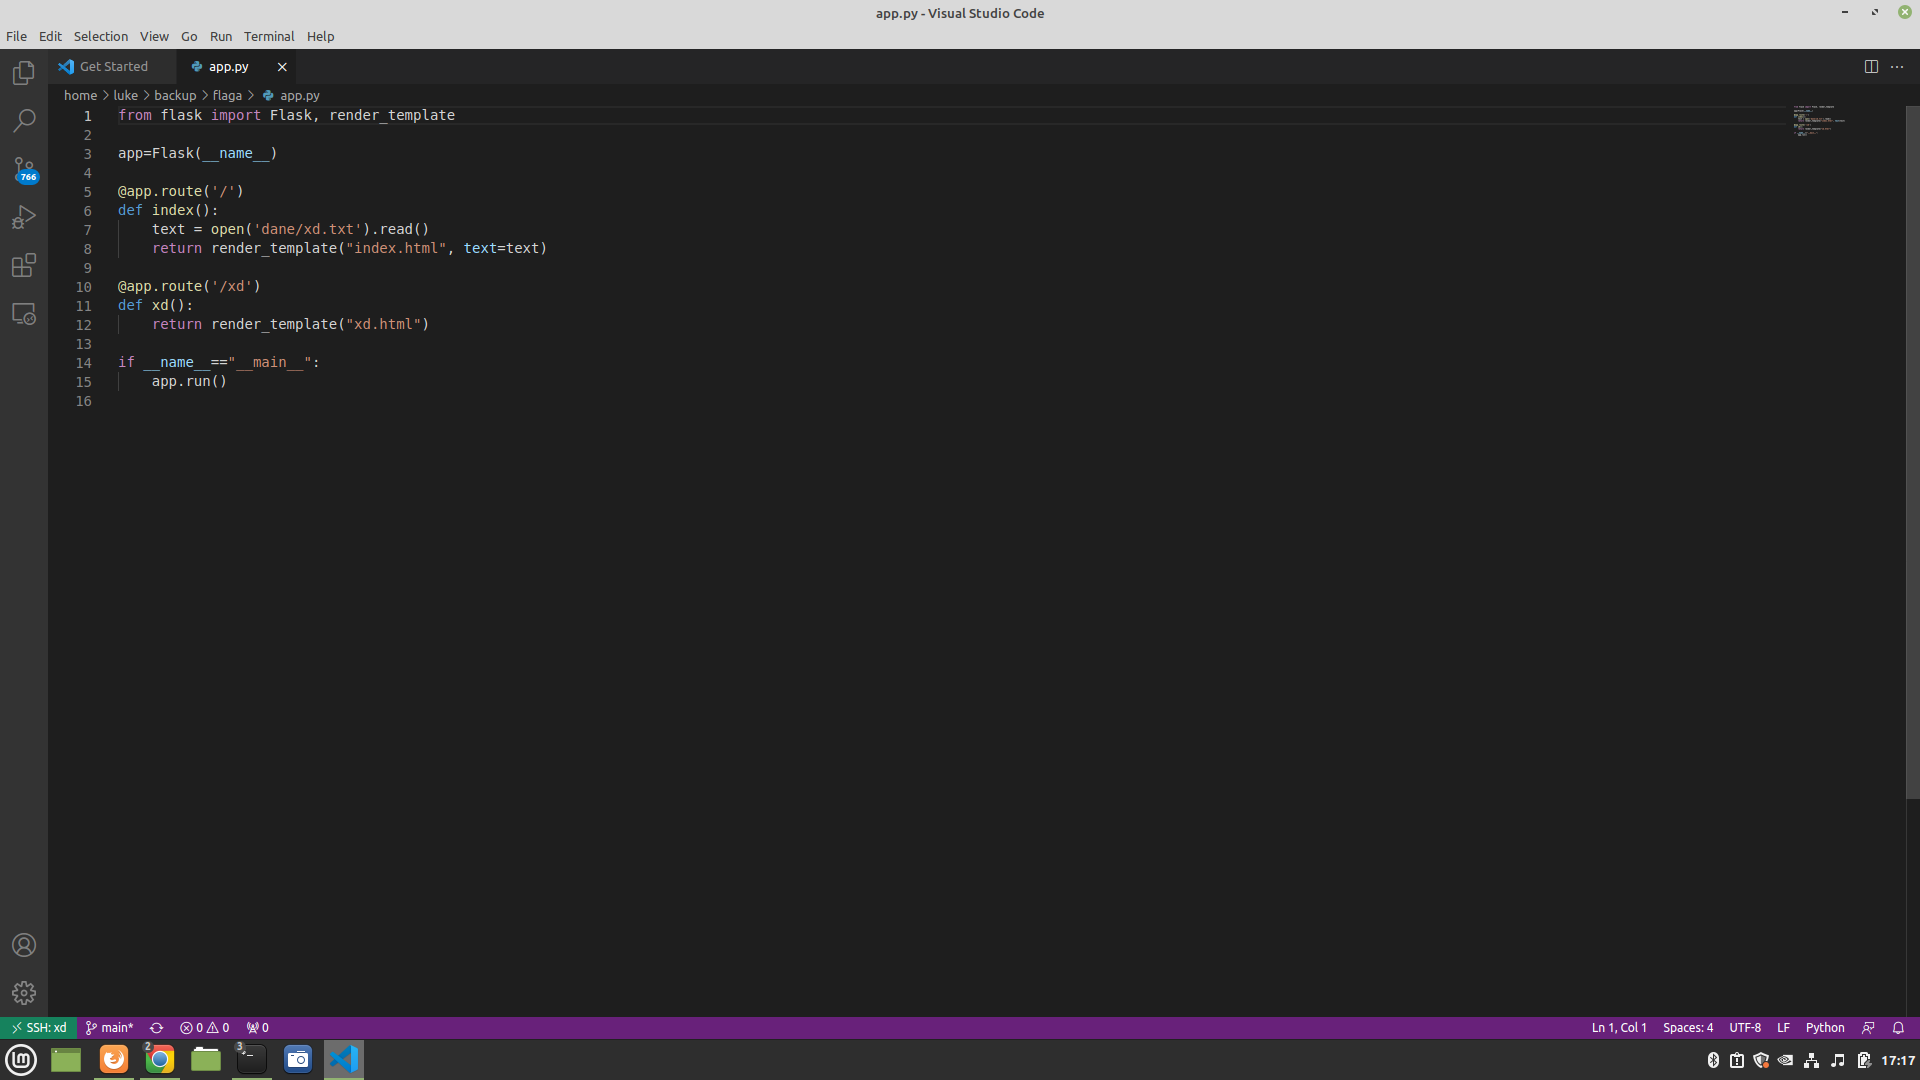 app.py - Visual Studio Code
File Edit Selection View Go Run Terminal Help
Get Started app.py
home > luke > backup > flaga > app.py
1 from flask import Flask, render_template
2
3 app=Flask(__name__)
4
5 @app.route('/')
6 def index():
7     text = open('dane/xd.txt').read()
8     return render_template("index.html", text=text)
9
10 @app.route('/xd')
11 def xd():
12     return render_template("xd.html")
13
14 if __name__=="__main__":
15     app.run()
16
766
SSH: xd main* 0 0 0 Ln 1, Col 1 Spaces: 4 UTF-8 LF Python
2 3 17:17